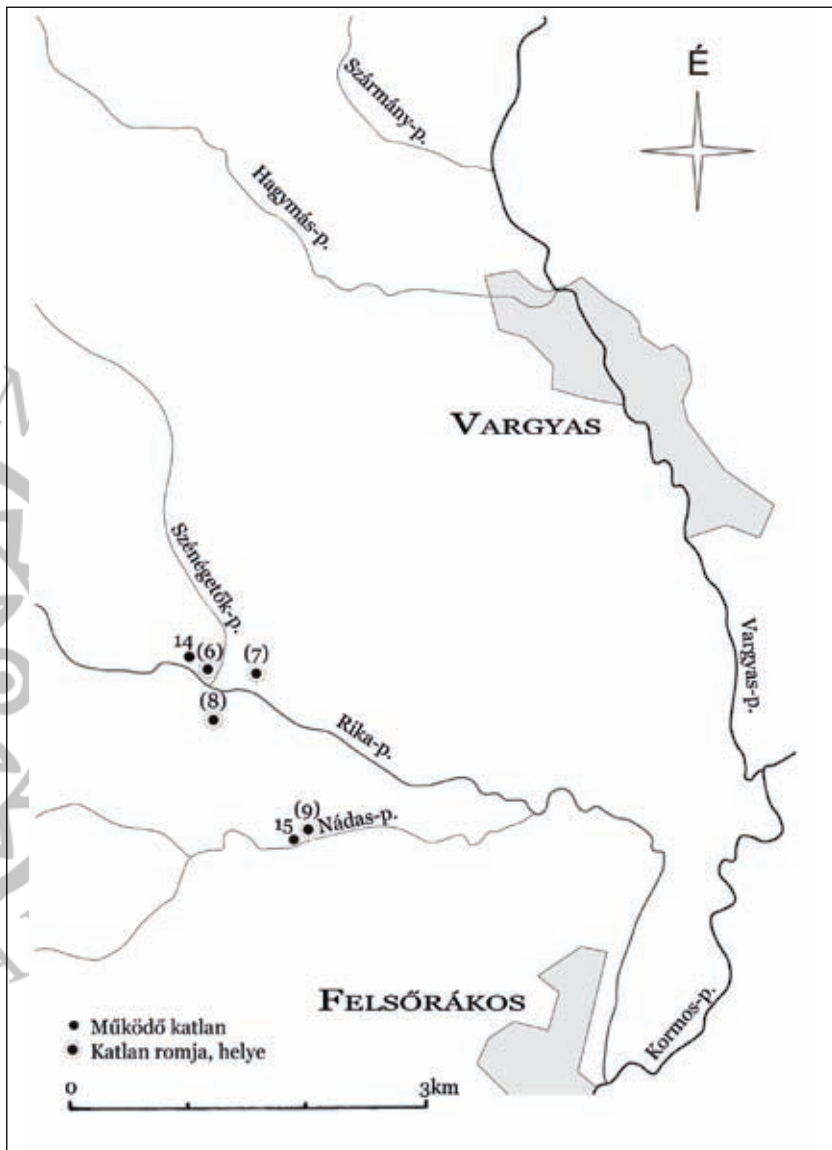 É
Szármány-p.
Hagymás-p.
VARGYAS
Szénégetők-p.
14
(6)
(7)
(8)
Vargyas-p.
Rika-p.
(9)
15
Nádas-p.
FELSŐRÁKOS
Kormos-p.
Működő katlan
Katlan romja, helye
0
3km